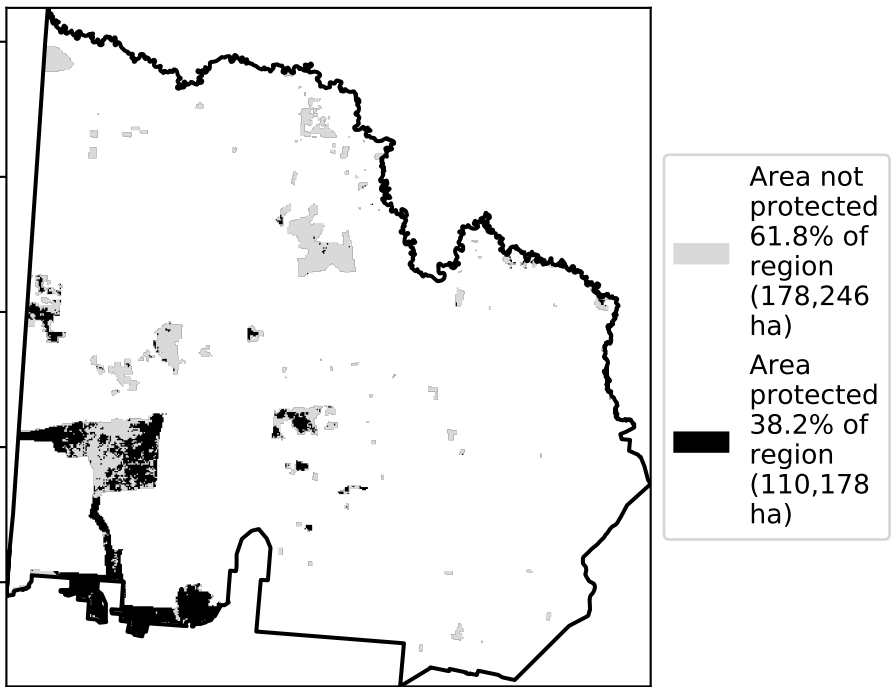 Area not
protected
61.8% of
region
(178,246
ha)
Area
protected
38.2% of
region
(110,178
ha)